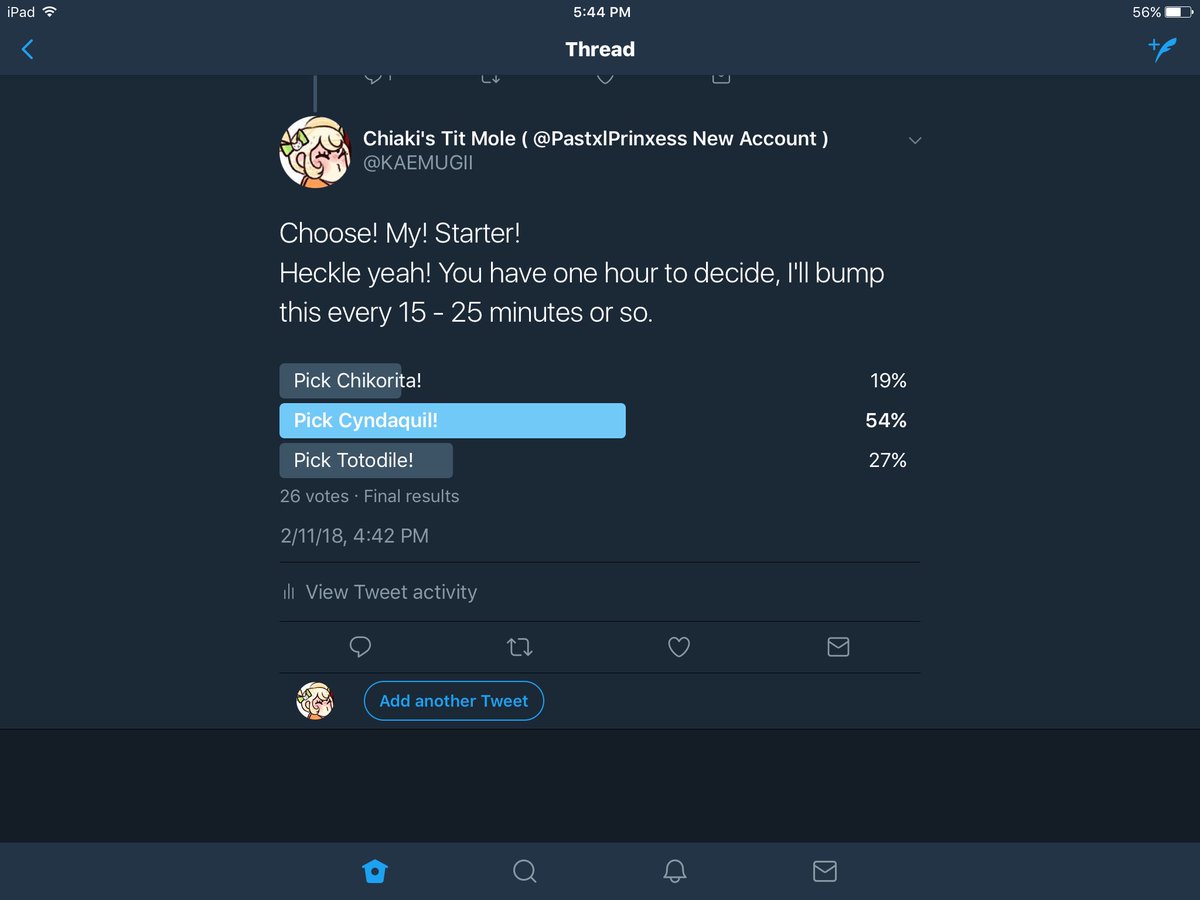 iPad 5:44 PM 56%
Thread
Chiaki's Tit Mole ( @PastxlPrinxess New Account )
@KAEMUGII
Choose! My! Starter!
Heckle yeah! You have one hour to decide, I'll bump
this every 15 - 25 minutes or so.
Pick Chikorita! 19%
Pick Cyndaquil! 54%
Pick Totodile! 27%
26 votes · Final results
2/11/18, 4:42 PM
View Tweet activity
Add another Tweet